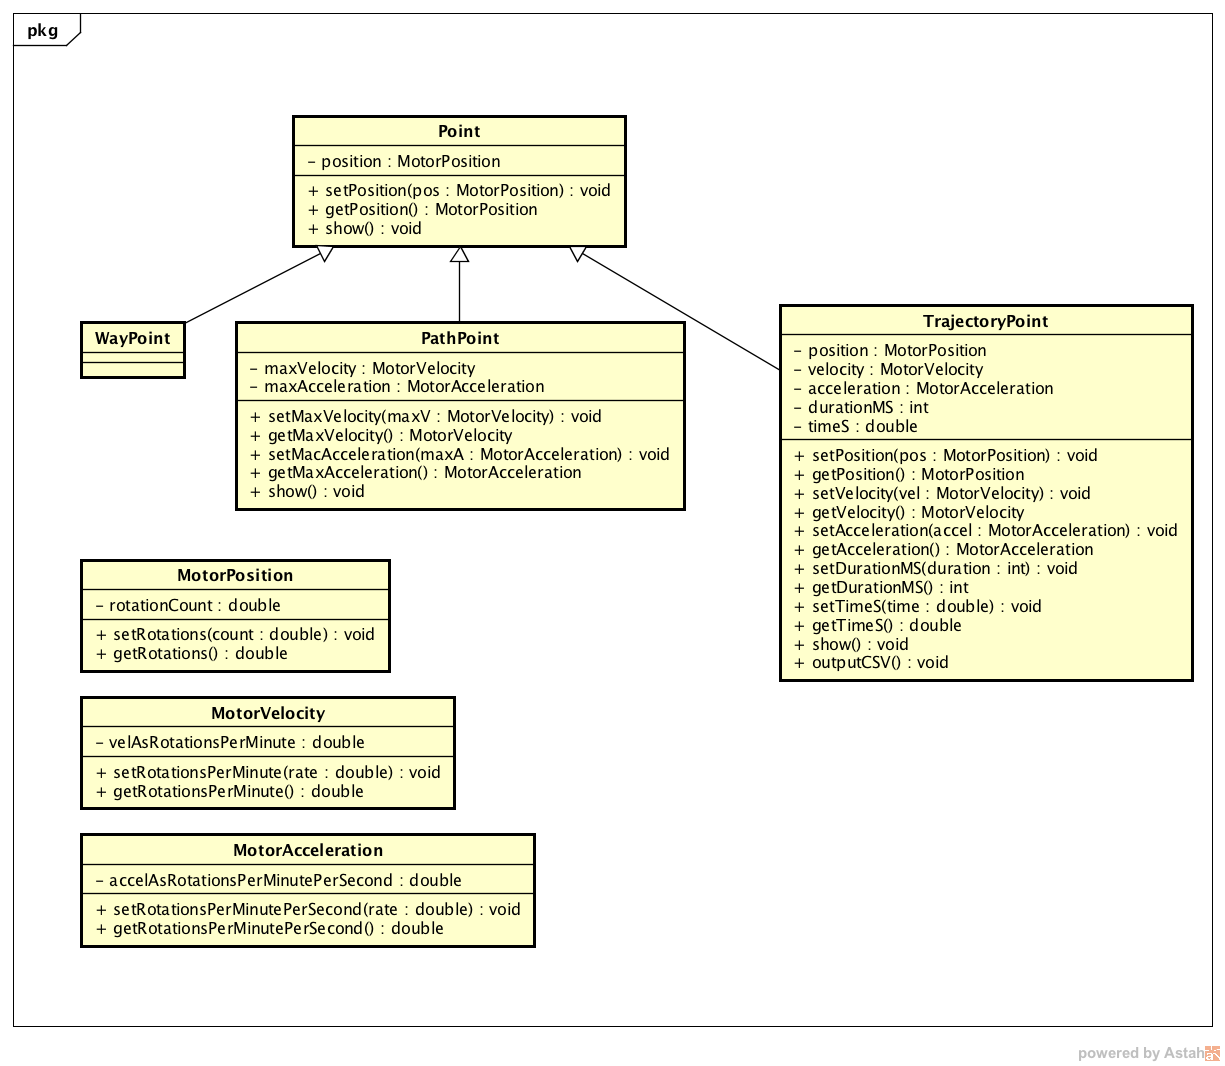 pkg
Point
- position : MotorPosition
+ setPosition(pos : MotorPosition) : void
+ getPosition() : MotorPosition
+ show() : void
WayPoint
PathPoint
- maxVelocity : MotorVelocity
- maxAcceleration : MotorAcceleration
+ setMaxVelocity(maxV : MotorVelocity) : void
+ getMaxVelocity() : MotorVelocity
+ setMacAcceleration(maxA : MotorAcceleration) : void
+ getMaxAcceleration() : MotorAcceleration
+ show() : void
TrajectoryPoint
- position : MotorPosition
- velocity : MotorVelocity
- acceleration : MotorAcceleration
- durationMS : int
- timeS : double
+ setPosition(pos : MotorPosition) : void
+ getPosition() : MotorPosition
+ setVelocity(vel : MotorVelocity) : void
+ getVelocity() : MotorVelocity
+ setAcceleration(accel : MotorAcceleration) : void
+ getAcceleration() : MotorAcceleration
+ setDurationMS(duration : int) : void
+ getDurationMS() : int
+ setTimeS(time : double) : void
+ getTimeS() : double
+ show() : void
+ outputCSV() : void
MotorPosition
- rotationCount : double
+ setRotations(count : double) : void
+ getRotations() : double
MotorVelocity
- velAsRotationsPerMinute : double
+ setRotationsPerMinute(rate : double) : void
+ getRotationsPerMinute() : double
MotorAcceleration
- accelAsRotationsPerMinutePerSecond : double
+ setRotationsPerMinutePerSecond(rate : double) : void
+ getRotationsPerMinutePerSecond() : double
powered by Astah